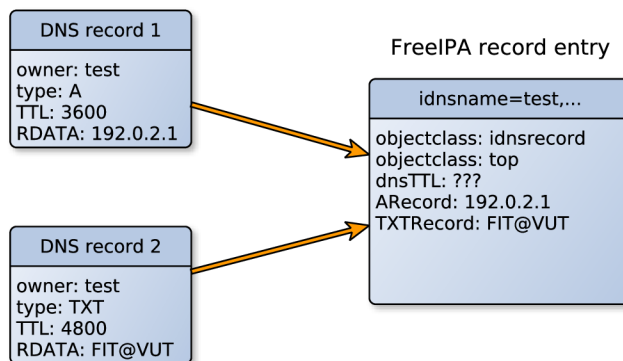 DNS record 1
owner: test
type: A
TTL: 3600
RDATA: 192.0.2.1
DNS record 2
owner: test
type: TXT
TTL: 4800
RDATA: FIT@VUT
FreeIPA record entry
idnsname=test,...
objectclass: idnsrecord
objectclass: top
dnsTTL: ???
ARecord: 192.0.2.1
TXTRecord: FIT@VUT